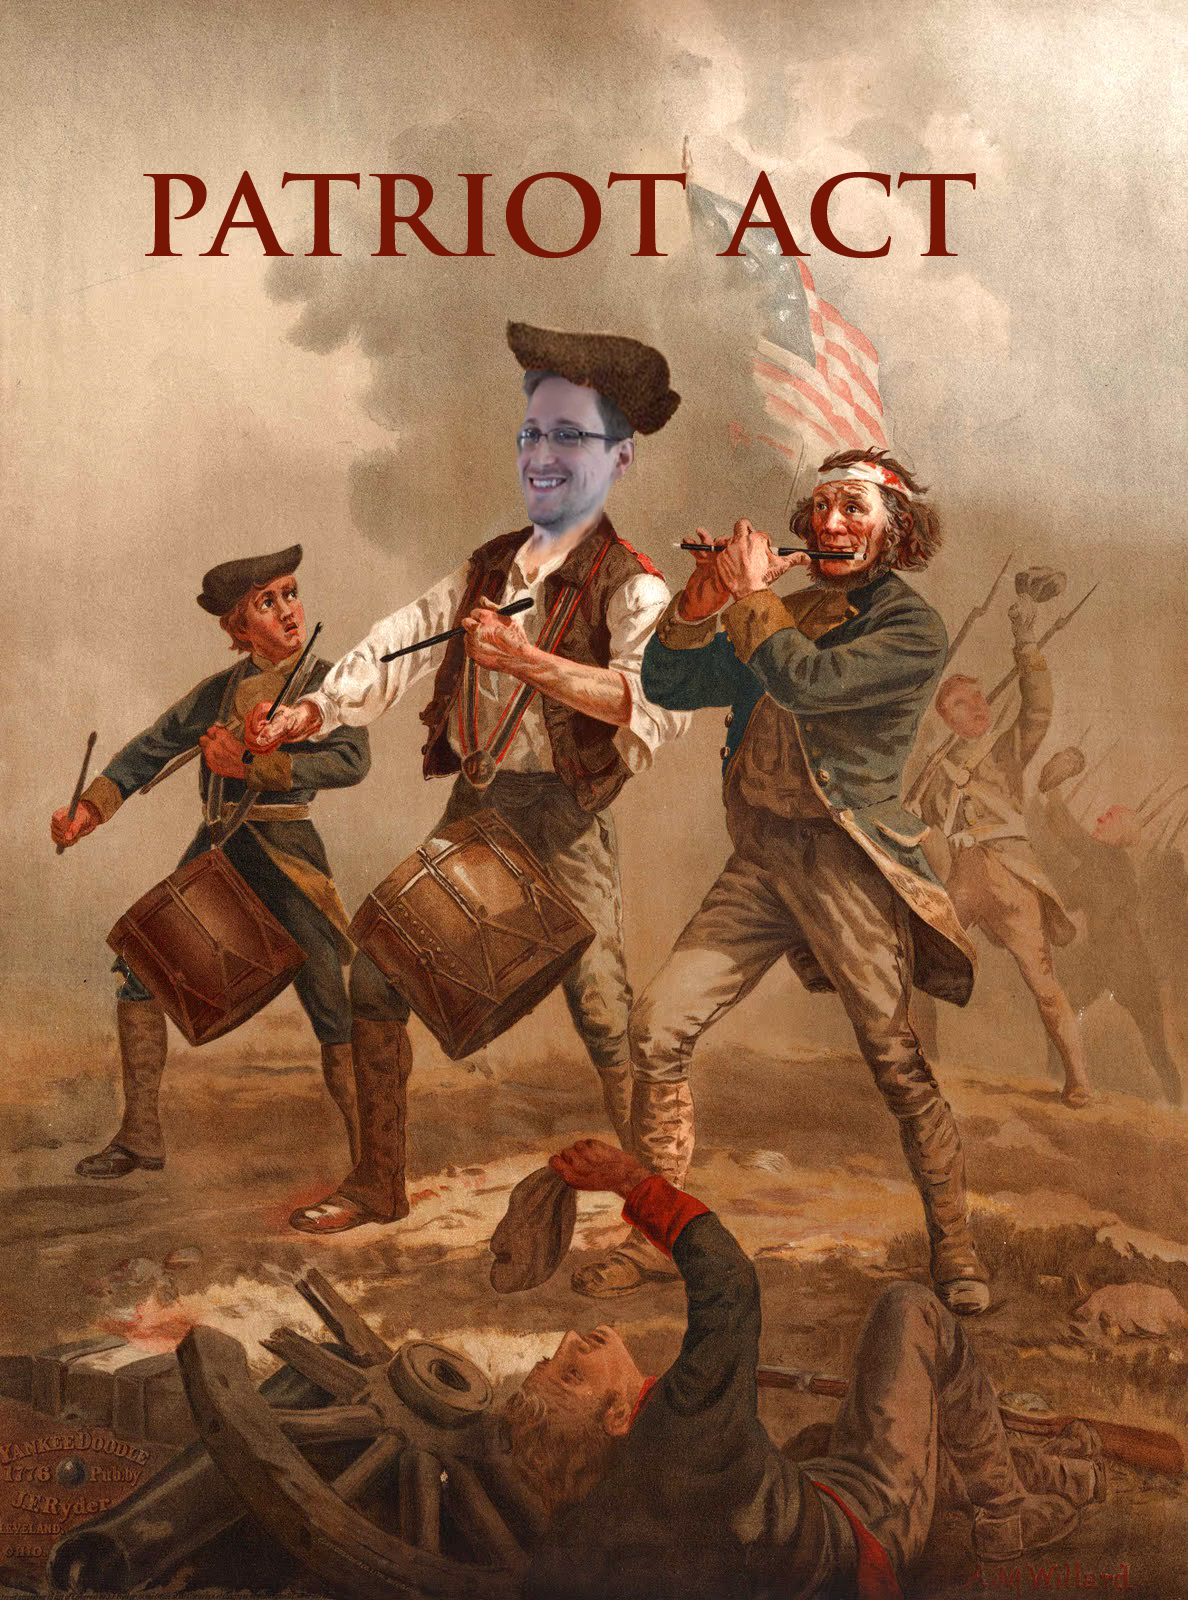 PATRIOT ACT
YANKEE DOODLE
1776 Pub.by
J.F.Ryder
CLEVELAND,
OHIO.
A.M.Willard